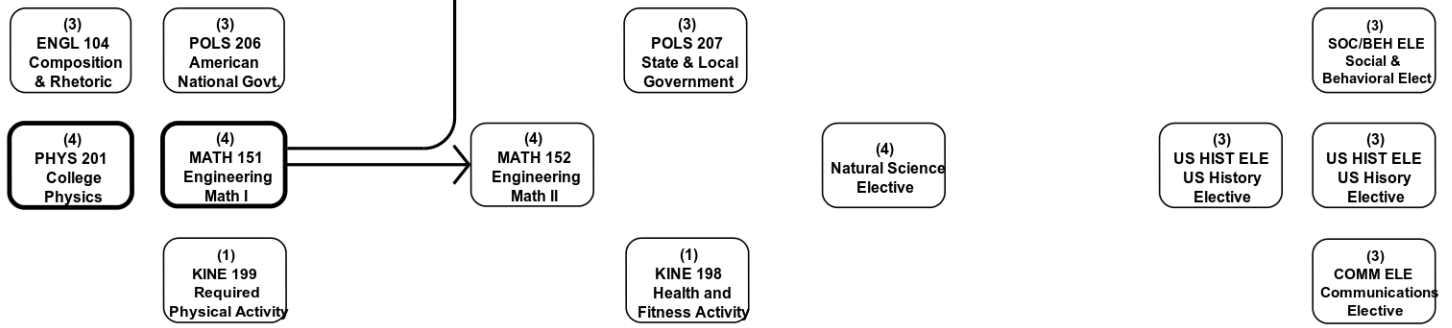 (3)
ENGL 104
Composition
& Rhetoric
(3)
POLS 206
American
National Govt.
(3)
POLS 207
State & Local
Government
(3)
SOC/BEH ELE
Social &
Behavioral Elect
(4)
PHYS 201
College
Physics
(4)
MATH 151
Engineering
Math I
(4)
MATH 152
Engineering
Math II
(4)
Natural Science
Elective
(3)
US HIST ELE
US History
Elective
(3)
US HIST ELE
US Hisory
Elective
(1)
KINE 199
Required
Physical Activity
(1)
KINE 198
Health and
Fitness Activity
(3)
COMM ELE
Communications
Elective